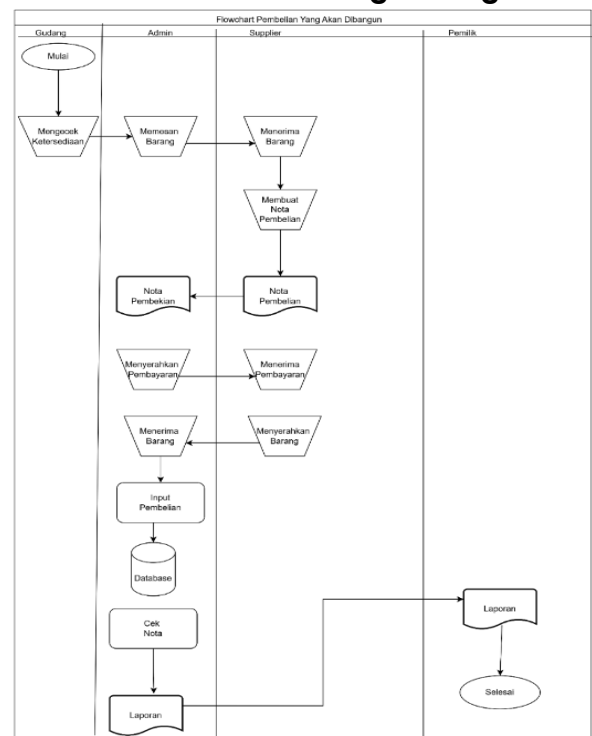 Flowchart Pembelian Yang Akan Dibangun
Gudang
Admin
Supplier
Pemilik
Mulai
Mengecek
Ketersediaan
Memesan
Barang
Menerima
Barang
Membuat
Nota
Pembelian
Nota
Pembekian
Nota
Pembelian
Menyerahkan
Pembayaran
Menerima
Pembayaran
Menerima
Barang
Menyerahkan
Barang
Input
Pembelian
Database
Cek
Nota
Laporan
Laporan
Selesai